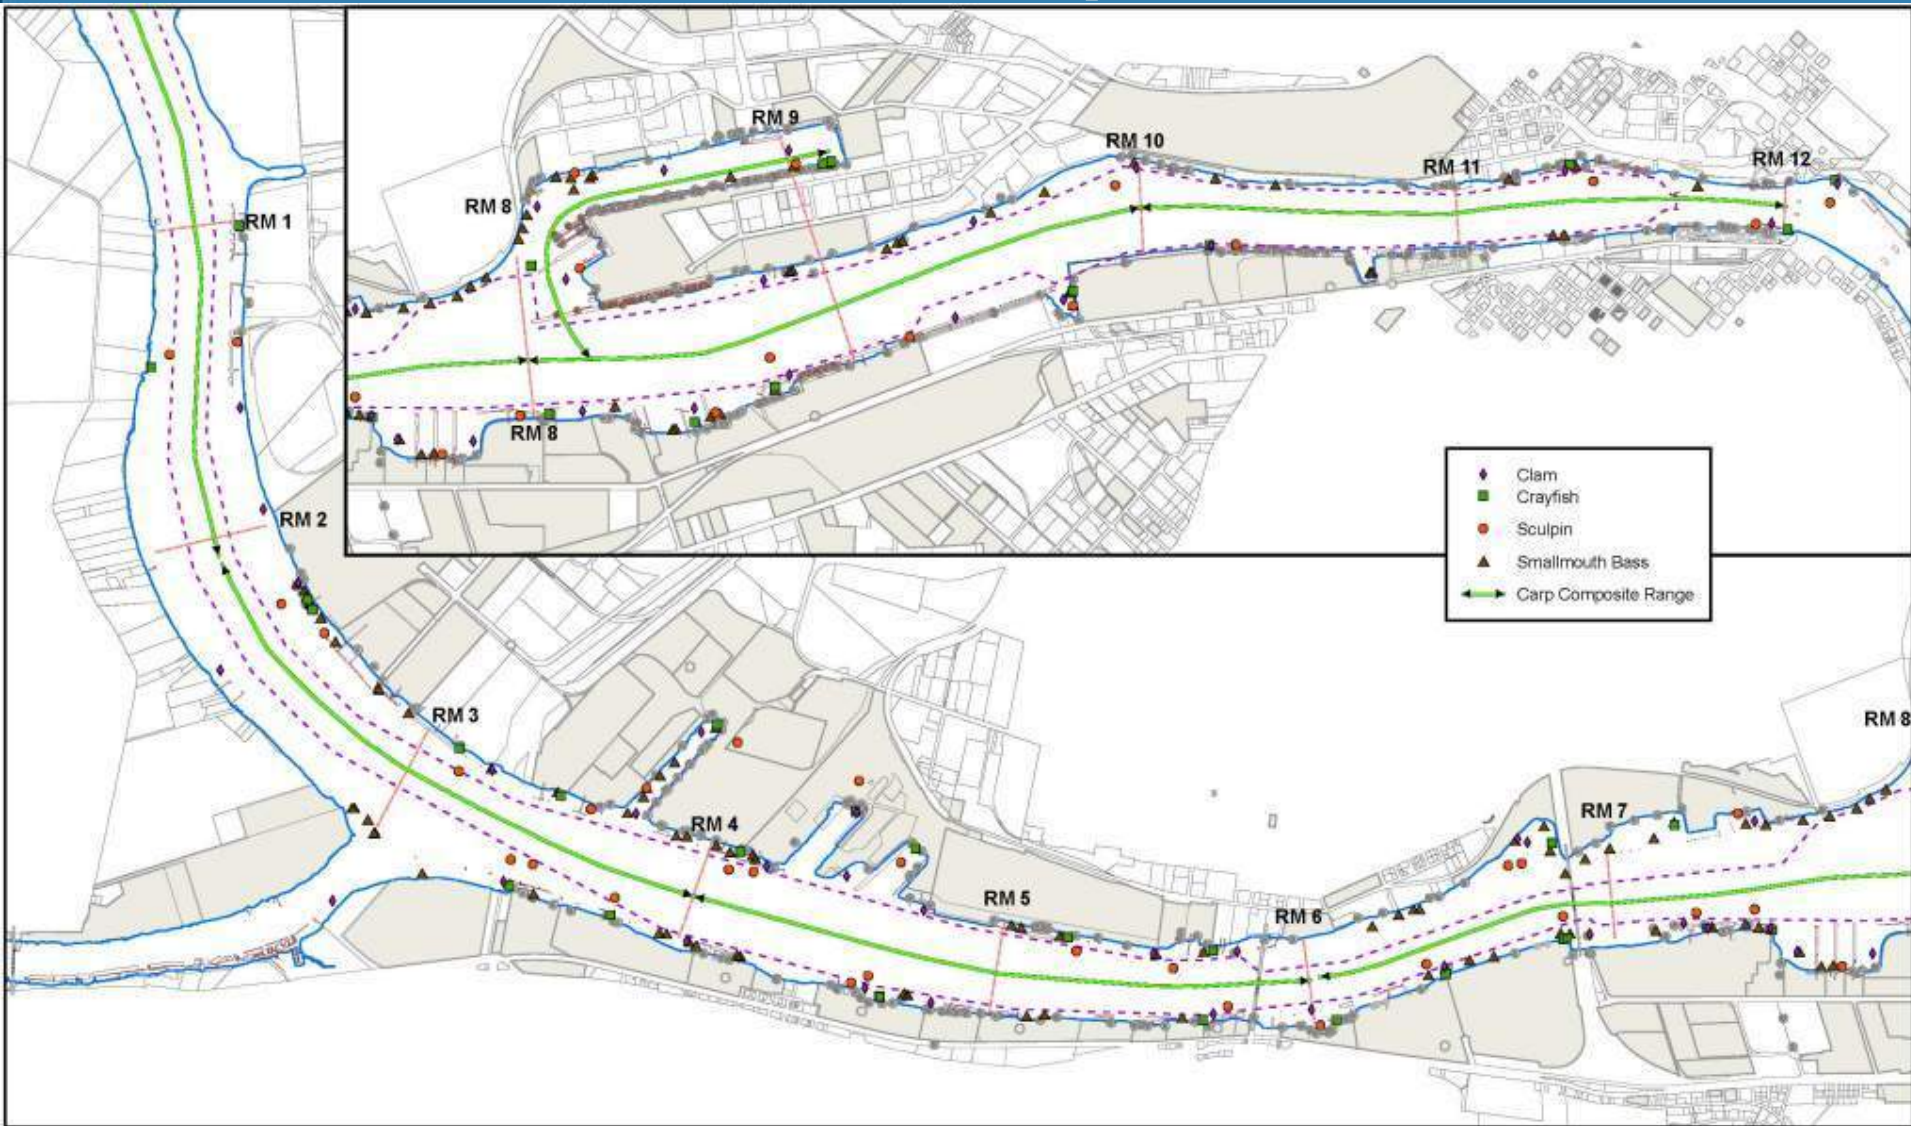 RM 9
RM 10
RM 11
RM 12
RM 8
RM 1
RM 8
Clam
Crayfish
Sculpin
Smallmouth Bass
Carp Composite Range
RM 2
RM 3
RM 8
RM 4
RM 7
RM 5
RM 6